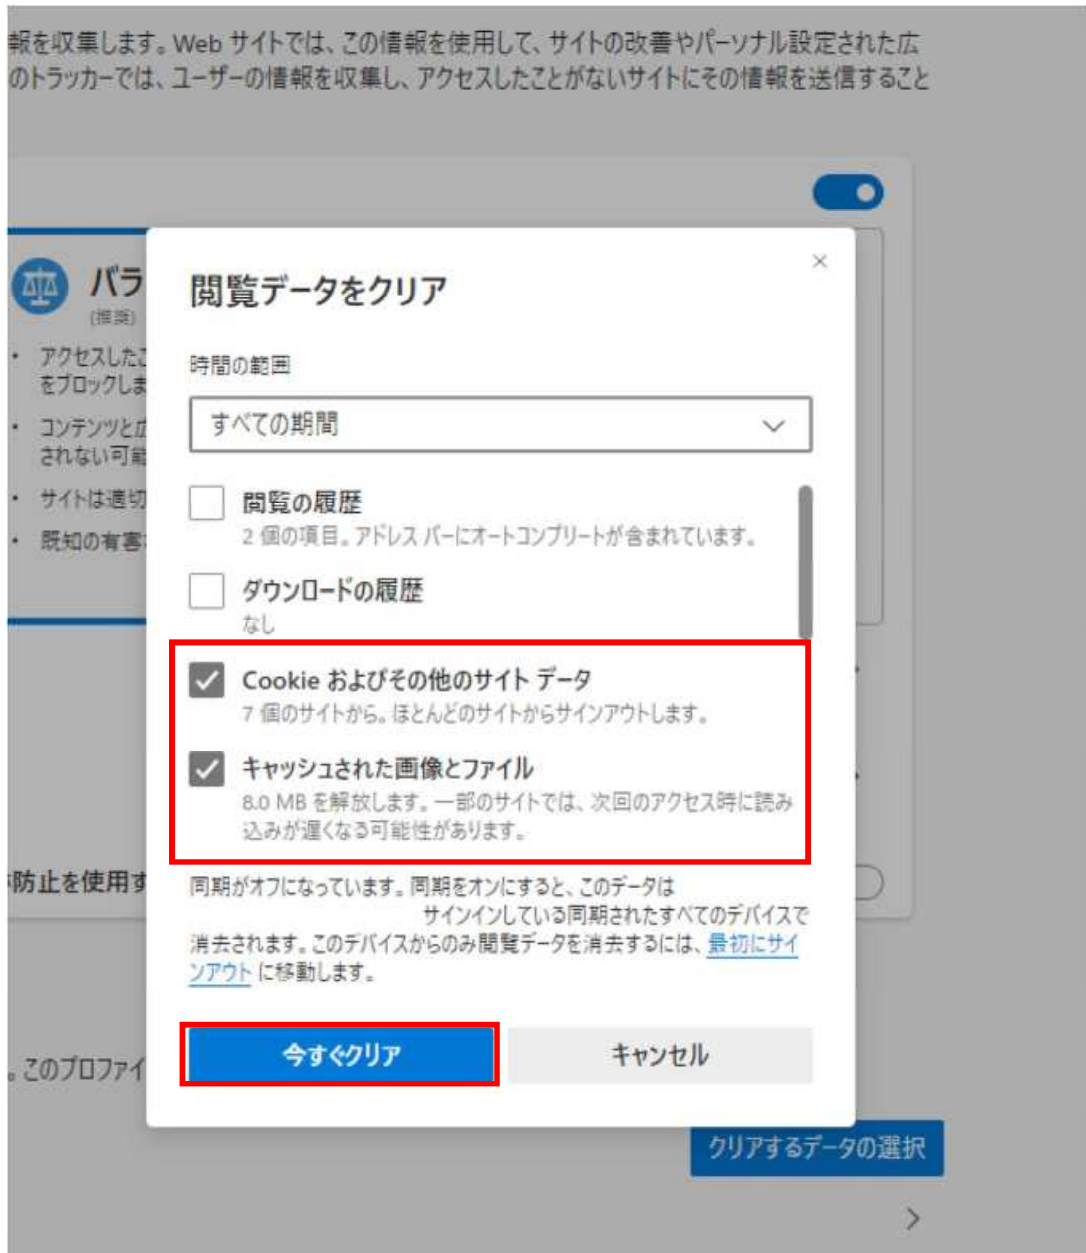 報を収集します。Web サイトでは、この情報を使用して、サイトの改善やパーソナル設定された広
のトラッカーでは、ユーザーの情報を収集し、アクセスしたことがないサイトにその情報を送信すること
バラ
(推奨)
・ アクセスしたこ
をブロックしま
・ コンテンツと広
されない可能
・ サイトは適切
・ 既知の有害
閲覧データをクリア
時間の範囲
すべての期間
閲覧の履歴
2 個の項目。アドレス バーにオートコンプリートが含まれています。
ダウンロードの履歴
なし
Cookie およびその他のサイト データ
7 個のサイトから。ほとんどのサイトからサインアウトします。
キャッシュされた画像とファイル
8.0 MB を解放します。一部のサイトでは、次回のアクセス時に読み
込みが遅くなる可能性があります。
防止を使用す
同期がオフになっています。同期をオンにすると、このデータは
サインインしている同期されたすべてのデバイスで
消去されます。このデバイスからのみ閲覧データを消去するには、最初にサイ
ンアウト に移動します。
今すぐクリア
キャンセル
。このプロファイ
クリアするデータの選択